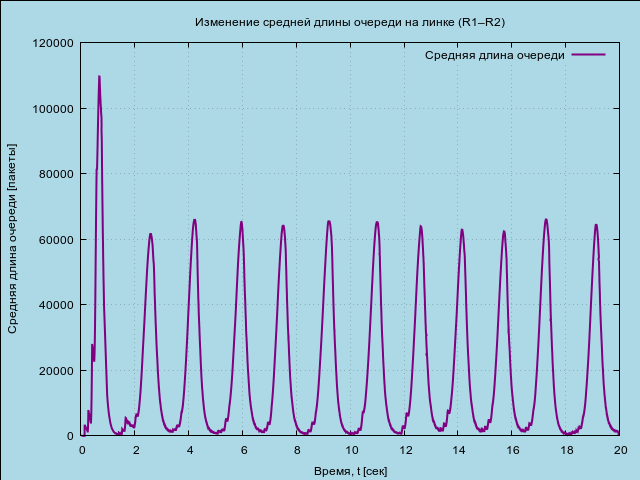 Изменение средней длины очереди на линке (R1–R2)
Средняя длина очереди
120000
100000
80000
60000
40000
20000
0
Средняя длина очереди [пакеты]
0 2 4 6 8 10 12 14 16 18 20
Время, t [сек]